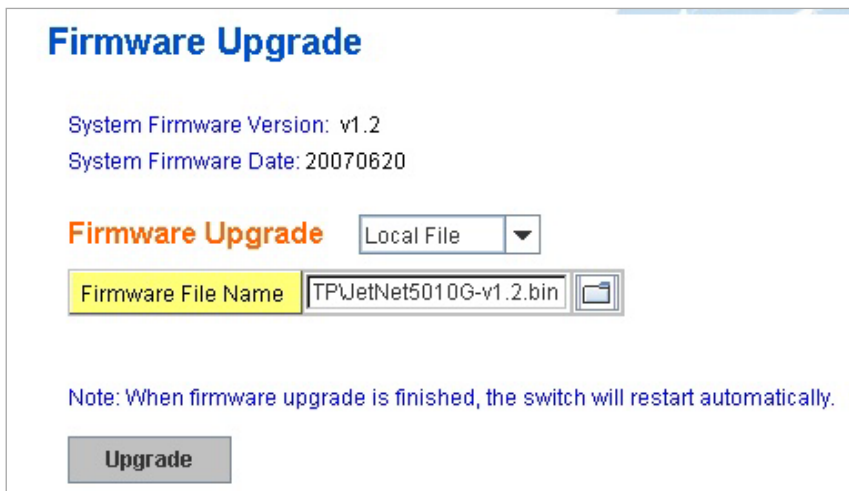 Firmware Upgrade
System Firmware Version: v1.2
System Firmware Date: 20070620
Firmware Upgrade Local File
Firmware File Name TP\JetNet5010G-v1.2.bin
Note: When firmware upgrade is finished, the switch will restart automatically.
Upgrade